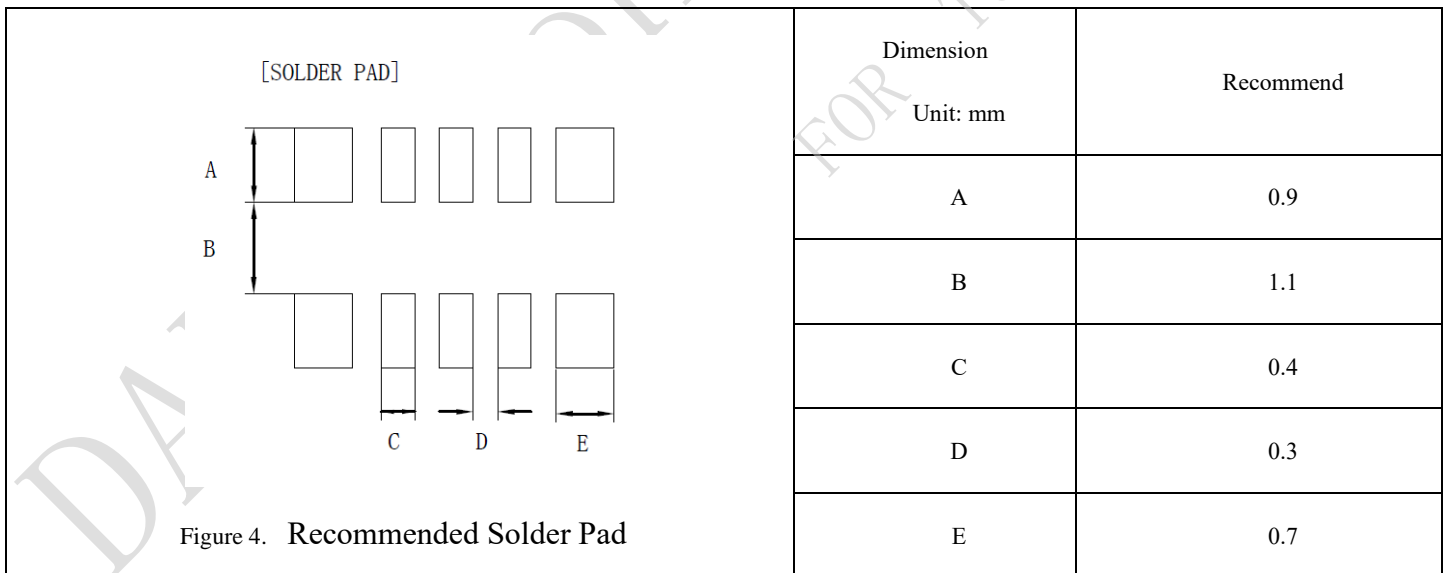 [SOLDER PAD]
A
B
C D E
Figure 4. Recommended Solder Pad
Dimension
Unit: mm
Recommend
A 0.9
B 1.1
C 0.4
D 0.3
E 0.7
FOR